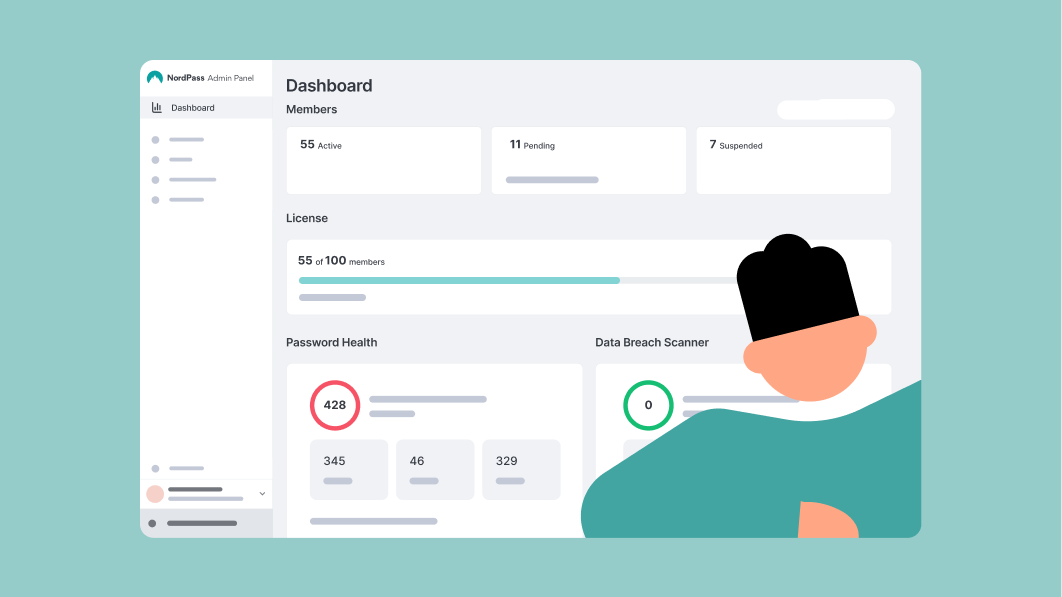 NordPass Admin Panel
Dashboard
Dashboard
Members
55 Active
11 Pending
7 Suspended
License
55 of 100 members
Password Health
Data Breach Scanner
428
0
345
46
329